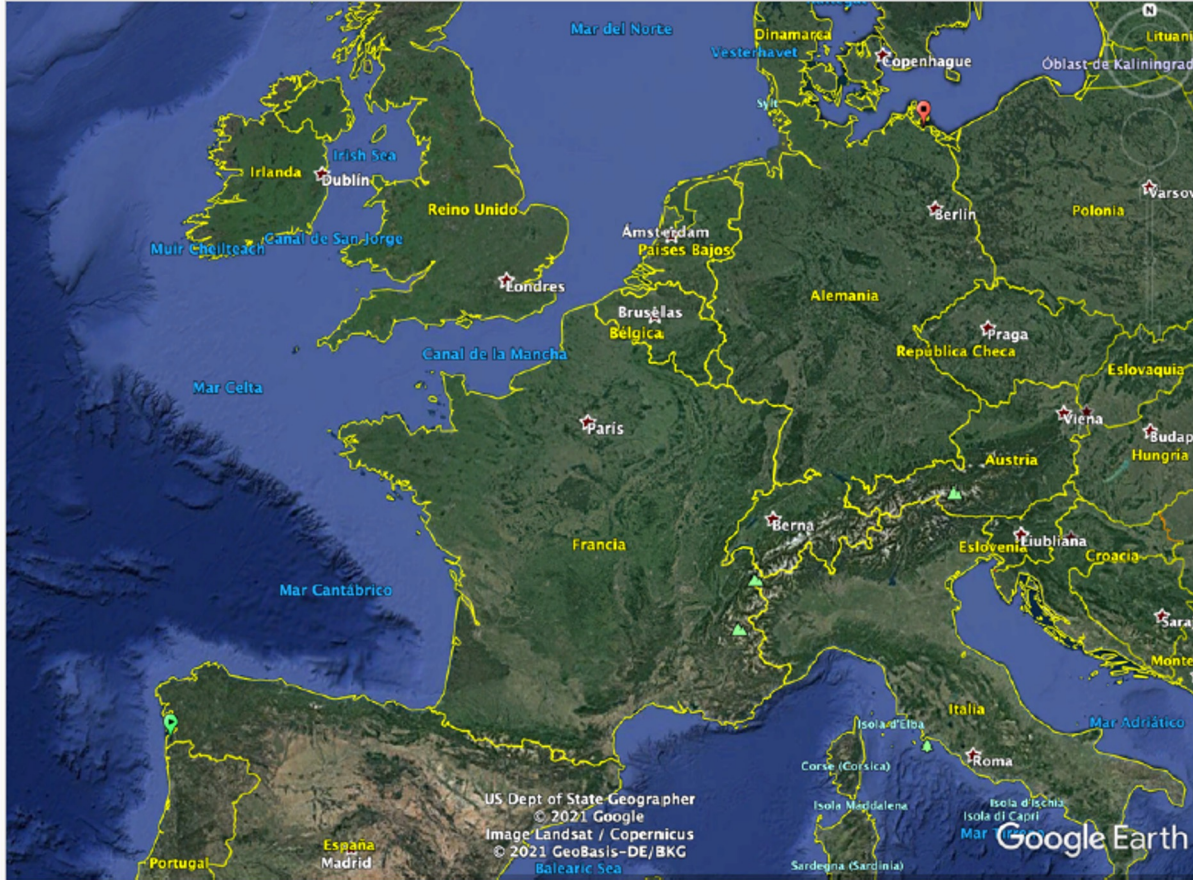 Mar del Norte
Dinamarca
Vesterhavet
Copenhague
Lituani
Óblast de Kaliningrad
N
Sylt
Irish Sea
Irlanda
Dublín
Reino Unido
Muir Cheilteach
Canal de San Jorge
Ámsterdam
Países Bajos
Berlín
Polonia
Varsov
Londres
Alemania
Bruselas
Bélgica
Praga
República Checa
Canal de la Mancha
Eslovaquia
Mar Celta
París
Viena
Budap
Hungría
Austria
Berna
Francia
Eslovenia
Liubliana
Croacia
Mar Cantábrico
Sara
Monte
Italia
Isola d'Elba
Mar Adriático
Corse (Corsica)
Roma
US Dept of State Geographer
© 2021 Google
Image Landsat / Copernicus
© 2021 GeoBasis-DE/BKG
Isola Maddalena
Isola d'Ischia
Isola di Capri
Mar
Google Earth
España
Madrid
Portugal
Balearic Sea
Sardegna (Sardinia)